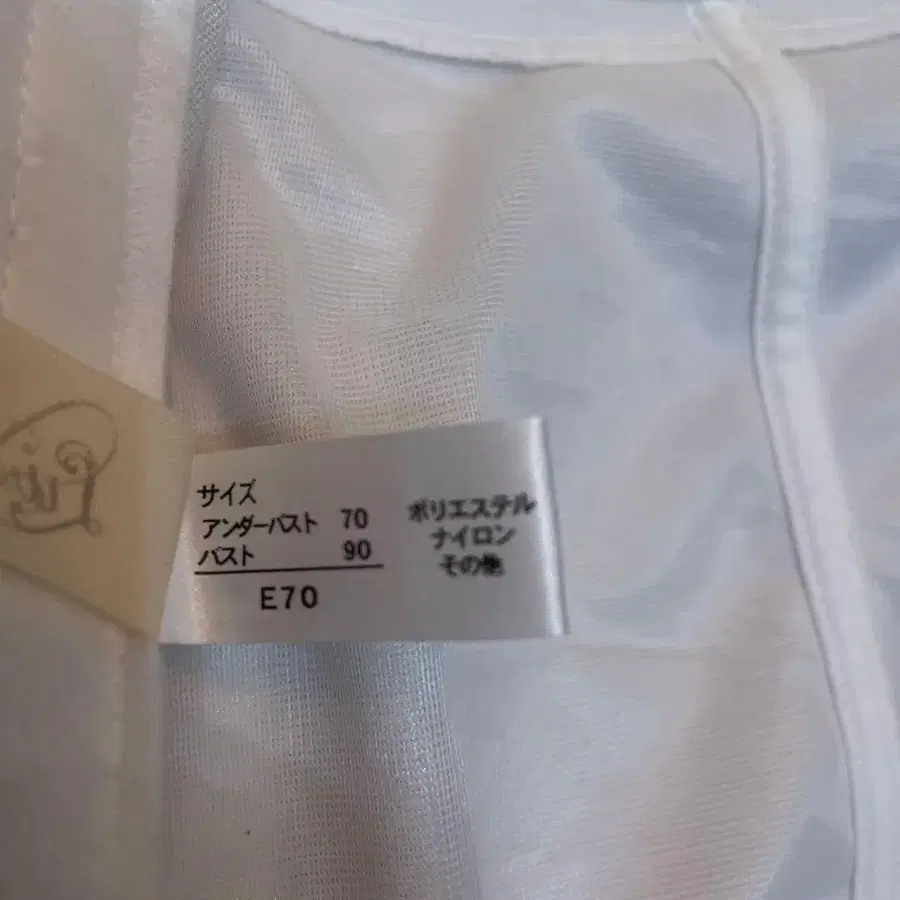 サイズ
アンダーバスト 70
バスト 90
E70
ポリエステル
ナイロン
その他